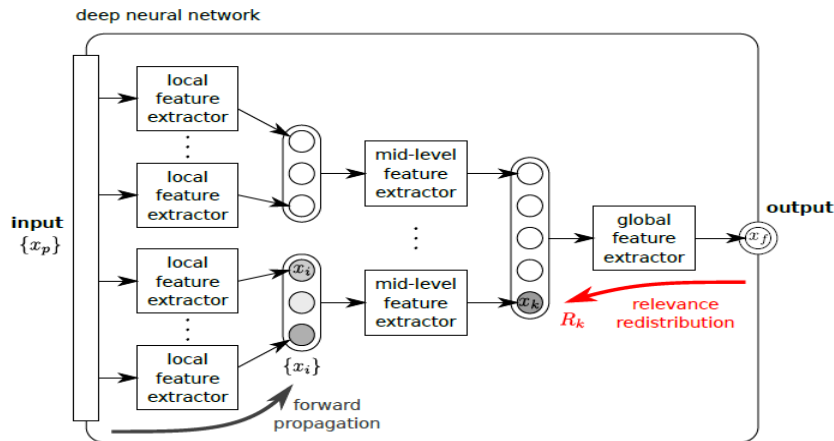 deep neural network
local
feature
extractor
⋮
local
feature
extractor
input
{x_p}
local
feature
extractor
⋮
local
feature
extractor
x_i
{x_i}
forward
propagation
mid-level
feature
extractor
⋮
mid-level
feature
extractor
x_k
R_k
global
feature
extractor
output
x_f
relevance
redistribution